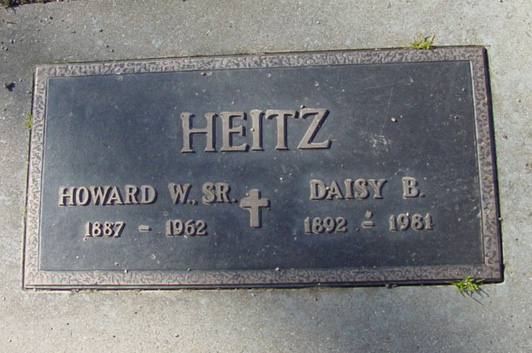 HEITZ
HOWARD W., SR. DAISY B.
1887 - 1962 1892 - 1981